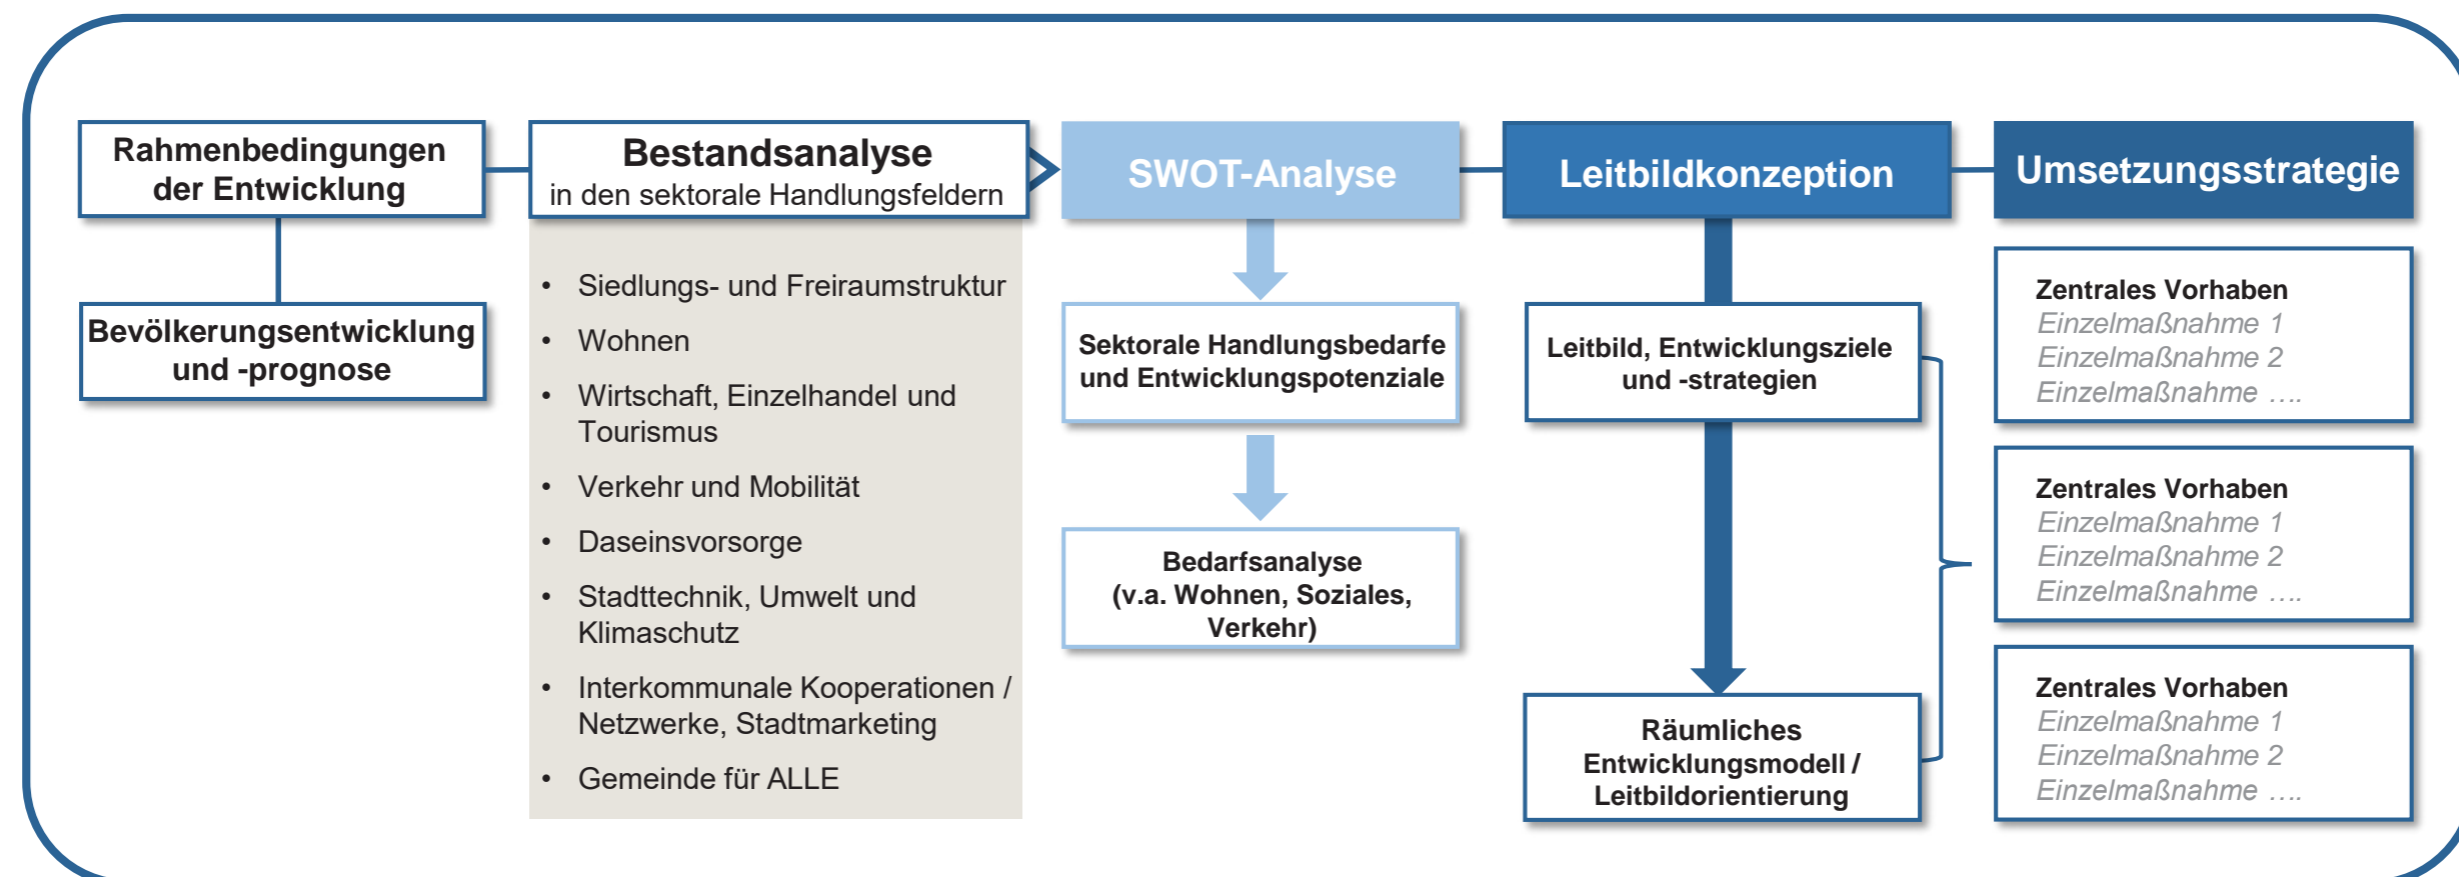 Rahmenbedingungen
der Entwicklung
Bevölkerungsentwicklung
und -prognose
Bestandsanalyse
in den sektorale Handlungsfeldern
• Siedlungs- und Freiraumstruktur
• Wohnen
• Wirtschaft, Einzelhandel und
Tourismus
• Verkehr und Mobilität
• Daseinsvorsorge
• Stadttechnik, Umwelt und
Klimaschutz
• Interkommunale Kooperationen /
Netzwerke, Stadtmarketing
• Gemeinde für ALLE
SWOT-Analyse
Sektorale Handlungsbedarfe
und Entwicklungspotenziale
Bedarfsanalyse
(v.a. Wohnen, Soziales,
Verkehr)
Leitbildkonzeption
Leitbild, Entwicklungsziele
und -strategien
Räumliches
Entwicklungsmodell /
Leitbildorientierung
Umsetzungsstrategie
Zentrales Vorhaben
Einzelmaßnahme 1
Einzelmaßnahme 2
Einzelmaßnahme ….
Zentrales Vorhaben
Einzelmaßnahme 1
Einzelmaßnahme 2
Einzelmaßnahme ….
Zentrales Vorhaben
Einzelmaßnahme 1
Einzelmaßnahme 2
Einzelmaßnahme ….